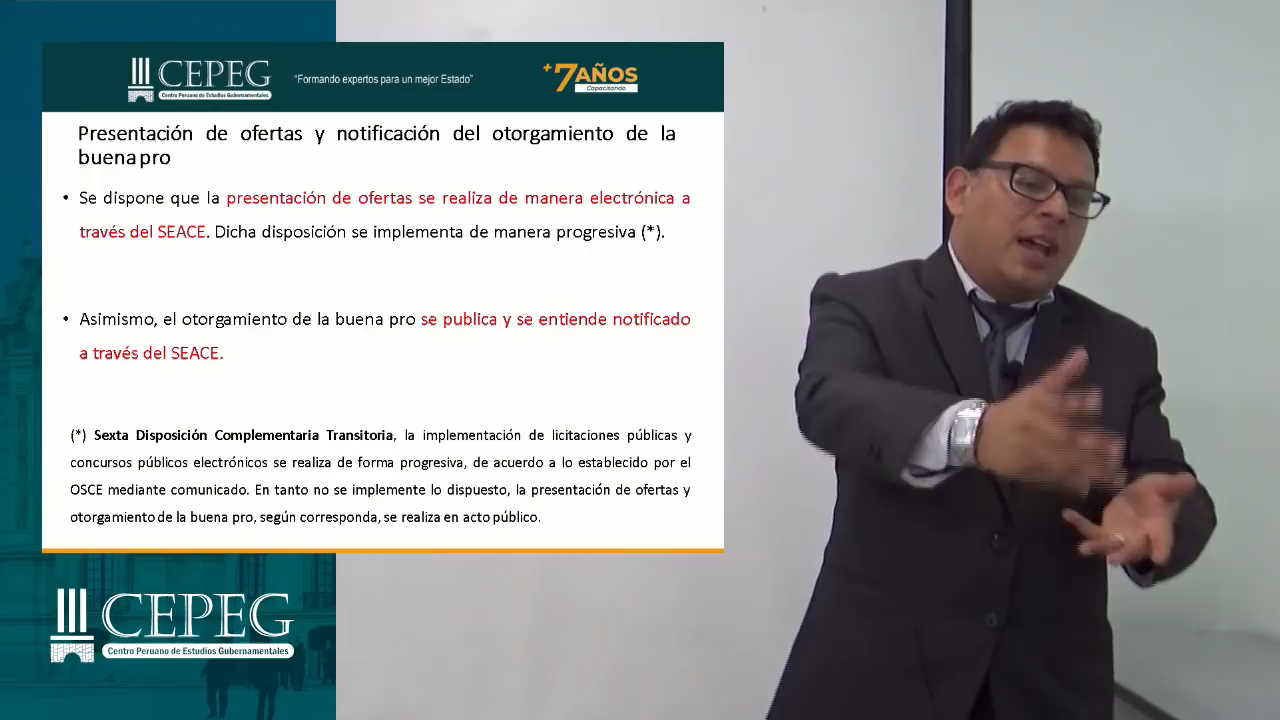 CEPEG
Centro Peruano de Estudios Gubernamentales
"Formando expertos para un mejor Estado"
+7 AÑOS
Capacitando
Presentación de ofertas y notificación del otorgamiento de la
buena pro
• Se dispone que la presentación de ofertas se realiza de manera electrónica a
través del SEACE. Dicha disposición se implementa de manera progresiva (*).
• Asimismo, el otorgamiento de la buena pro se publica y se entiende notificado
a través del SEACE.
(*) Sexta Disposición Complementaria Transitoria, la implementación de licitaciones públicas y
concursos públicos electrónicos se realiza de forma progresiva, de acuerdo a lo establecido por el
OSCE mediante comunicado. En tanto no se implemente lo dispuesto, la presentación de ofertas y
otorgamiento de la buena pro, según corresponda, se realiza en acto público.
CEPEG
Centro Peruano de Estudios Gubernamentales